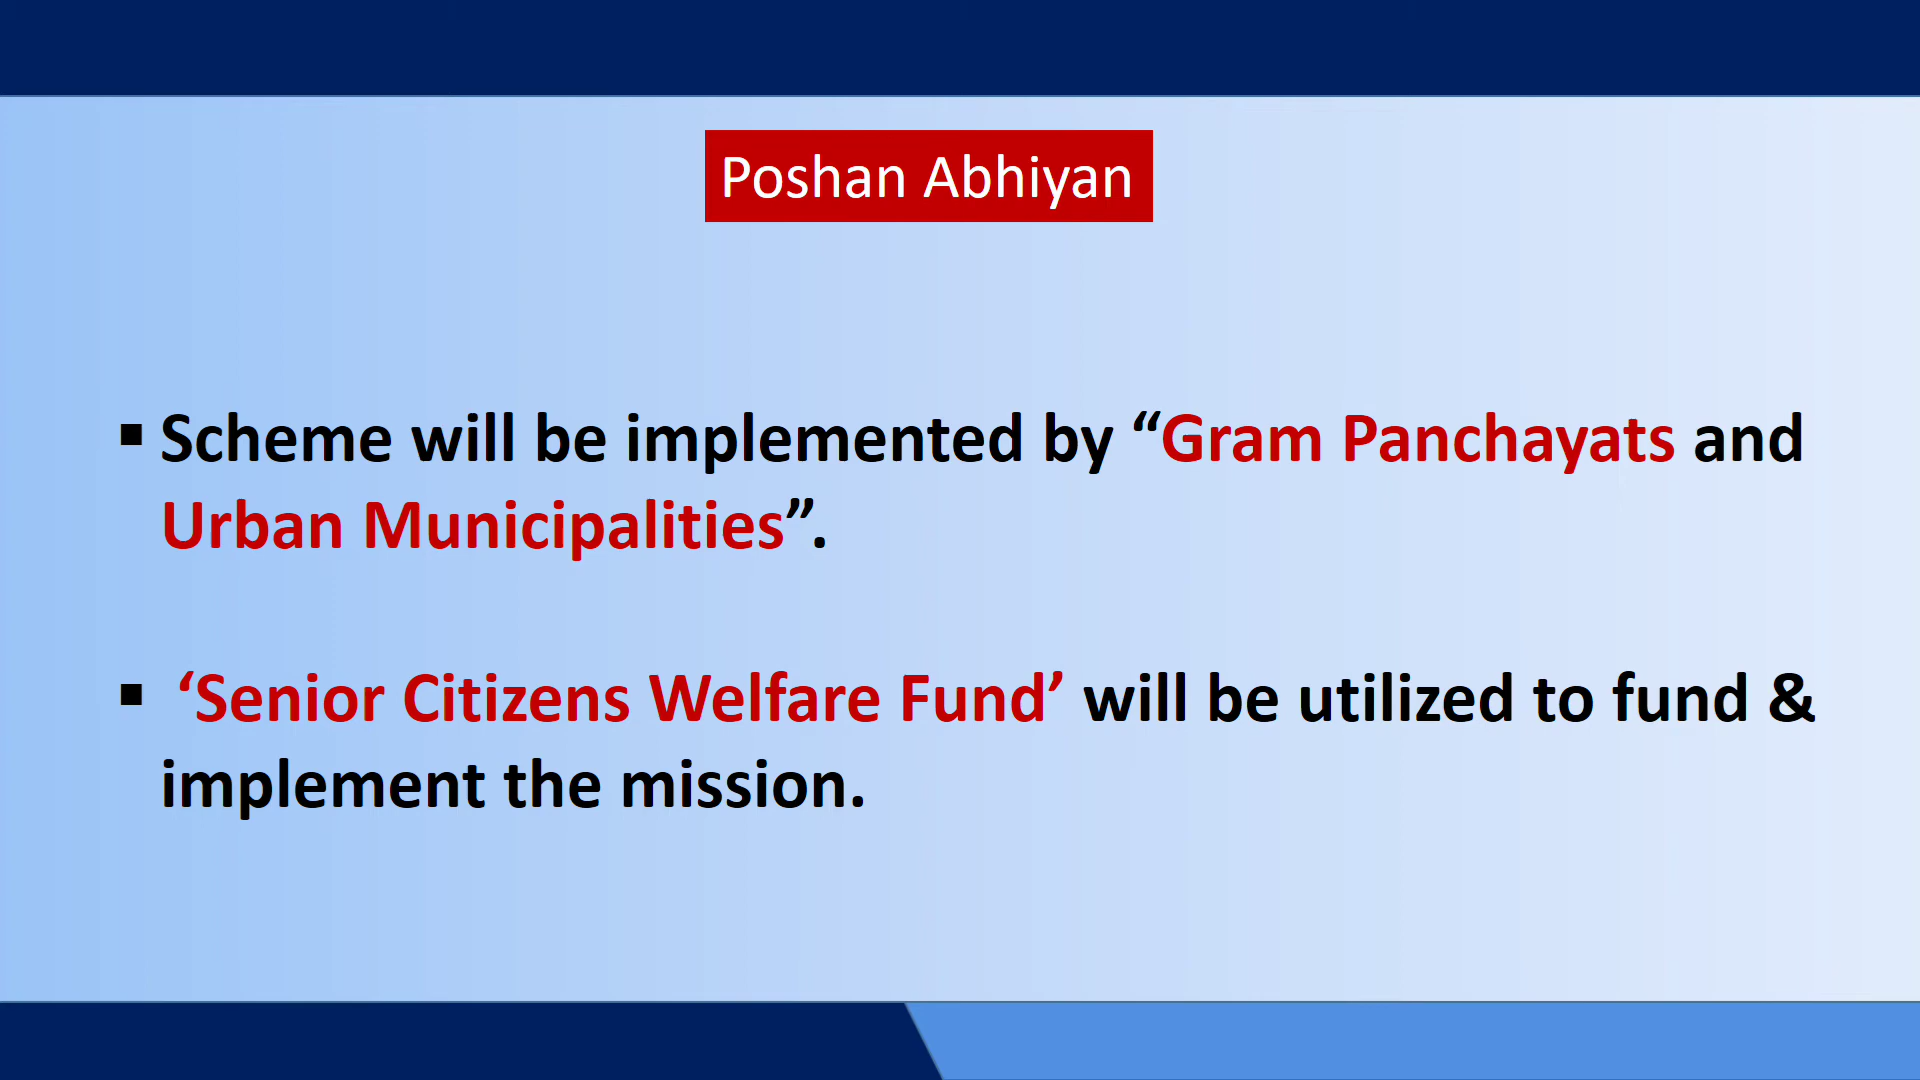 Poshan Abhiyan
▪ Scheme will be implemented by “Gram Panchayats and
Urban Municipalities”.
▪ ‘Senior Citizens Welfare Fund’ will be utilized to fund &
implement the mission.